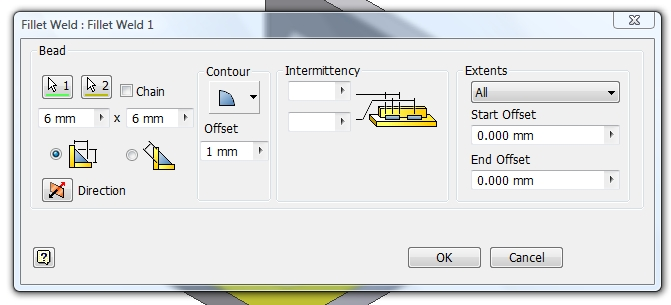 Fillet Weld : Fillet Weld 1
Bead
1
2
Chain
6 mm x 6 mm
Direction
Contour
Offset
1 mm
Intermittency
Extents
All
Start Offset
0.000 mm
End Offset
0.000 mm
?
OK
Cancel